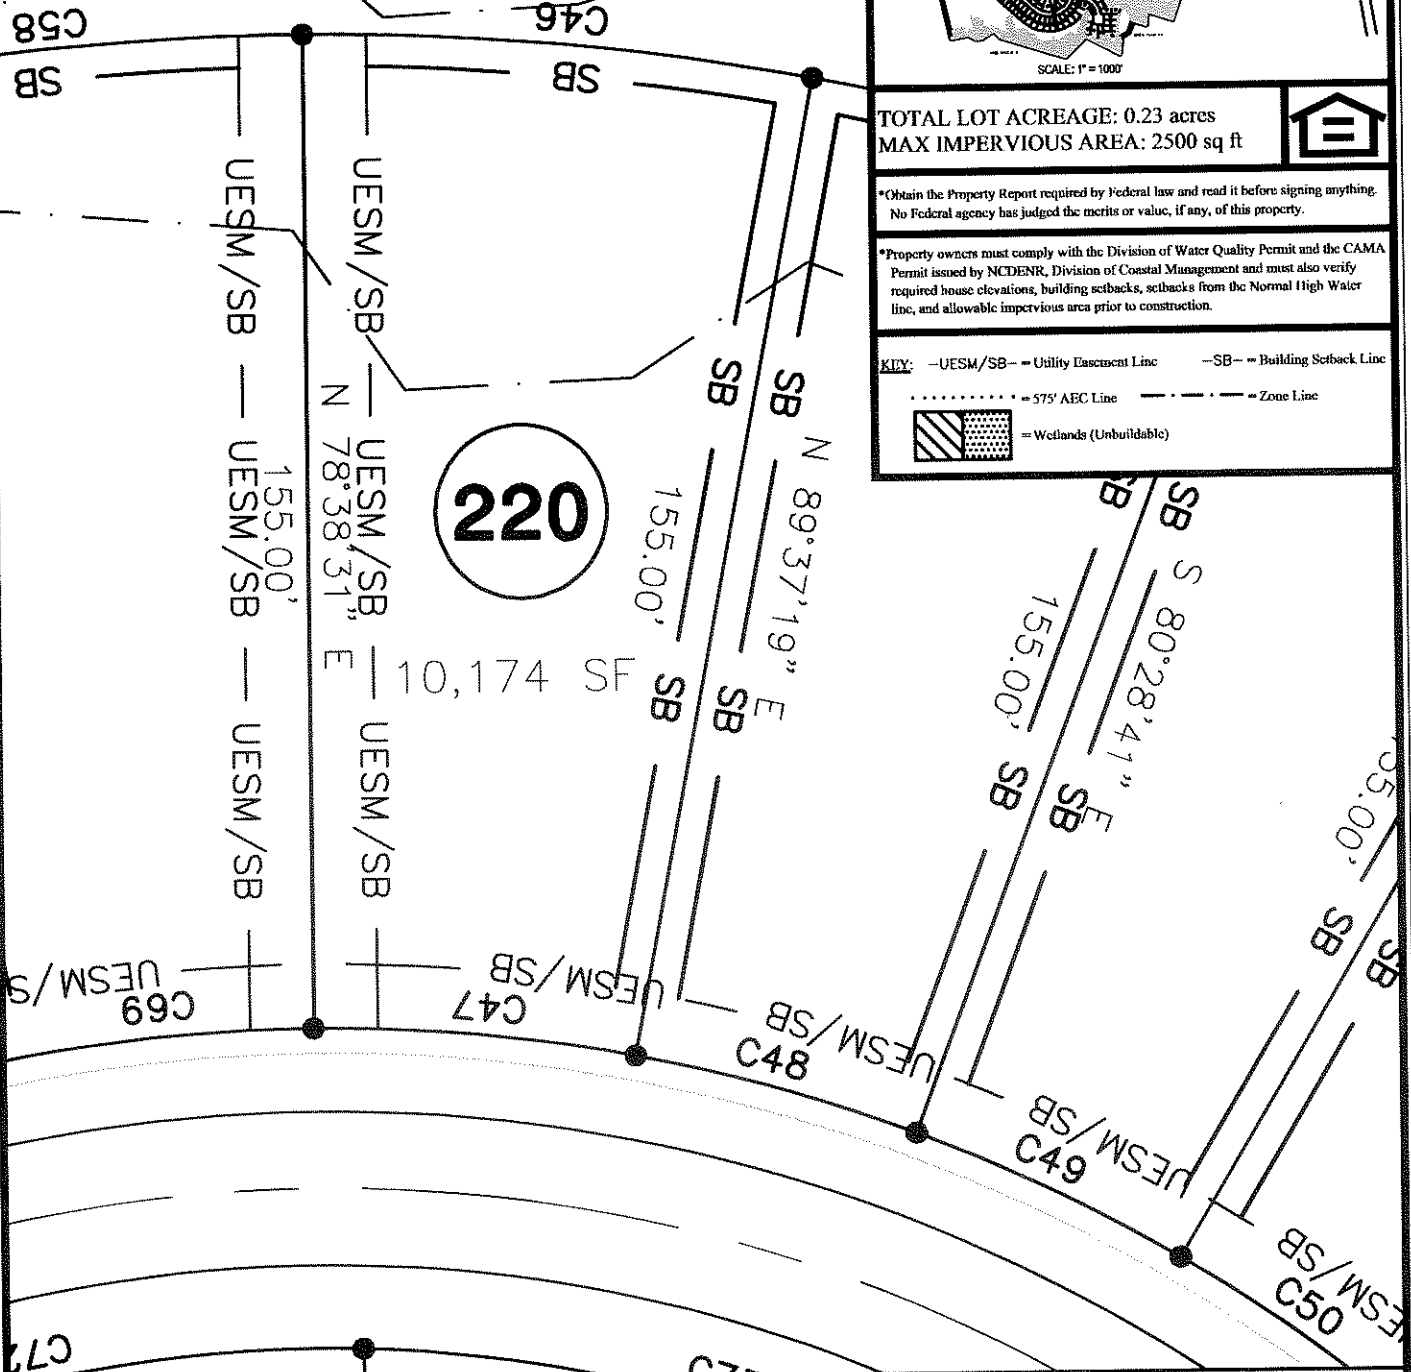 C58
C46
SB
SB
SCALE: 1" = 1000'
TOTAL LOT ACREAGE: 0.23 acres
MAX IMPERVIOUS AREA: 2500 sq ft
*Obtain the Property Report required by Federal law and read it before signing anything.
No Federal agency has judged the merits or value, if any, of this property.
*Property owners must comply with the Division of Water Quality Permit and the CAMA
Permit issued by NCDENR, Division of Coastal Management and must also verify
required house elevations, building setbacks, setbacks from the Normal High Water
line, and allowable impervious area prior to construction.
KEY: —UESM/SB— = Utility Easement Line —SB— = Building Setback Line
= 575' AEC Line = Zone Line
= Wetlands (Unbuildable)
UESM/SB
UESM/SB
UESM/SB
155.00'
N 78°38'31" E
UESM/SB
UESM/SB
UESM/SB
220
10,174 SF
SB
SB
155.00'
N 89°37'19" E
SB
SB
SB
SB
155.00'
S 80°28'41" E
SB
SB
SB
SB
UESM/S
C69
UESM/SB
C47
UESM/SB
C48
UESM/SB
C49
UESM/SB
C50